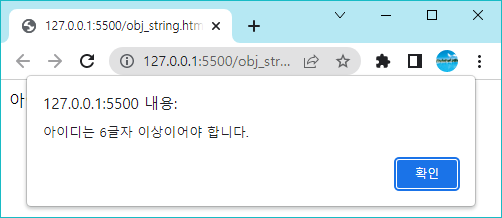 127.0.0.1:5500/obj_string.htm
127.0.0.1:5500/obj_str...
아
127.0.0.1:5500 내용:
아이디는 6글자 이상이어야 합니다.
확인